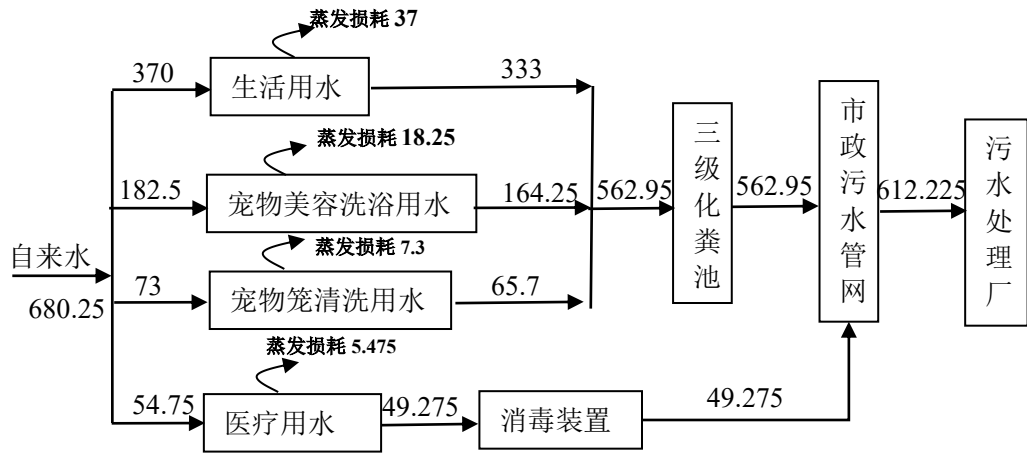 蒸发损耗 37
370
生活用水
333
蒸发损耗 18.25
182.5
宠物美容洗浴用水
164.25
562.95
三级化粪池
562.95
市政污水管网
612.225
污水处理厂
自来水
680.25
蒸发损耗 7.3
73
宠物笼清洗用水
65.7
蒸发损耗 5.475
54.75
医疗用水
49.275
消毒装置
49.275